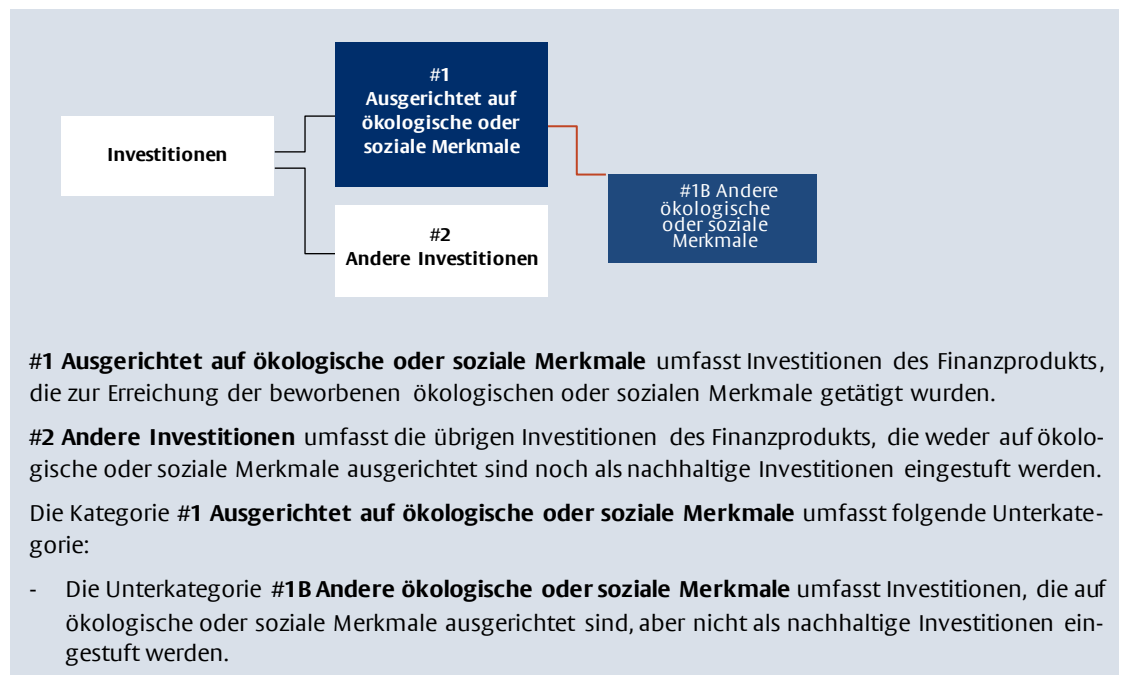 #1
Ausgerichtet auf
ökologische oder
soziale Merkmale
Investitionen
#1B Andere
ökologische
oder soziale
Merkmale
#2
Andere Investitionen
#1 Ausgerichtet auf ökologische oder soziale Merkmale umfasst Investitionen des Finanzprodukts,
die zur Erreichung der beworbenen ökologischen oder sozialen Merkmale getätigt wurden.
#2 Andere Investitionen umfasst die übrigen Investitionen des Finanzprodukts, die weder auf ökolo-
gische oder soziale Merkmale ausgerichtet sind noch als nachhaltige Investitionen eingestuft werden.
Die Kategorie #1 Ausgerichtet auf ökologische oder soziale Merkmale umfasst folgende Unterkate-
gorie:
- Die Unterkategorie #1B Andere ökologische oder soziale Merkmale umfasst Investitionen, die auf
ökologische oder soziale Merkmale ausgerichtet sind, aber nicht als nachhaltige Investitionen ein-
gestuft werden.